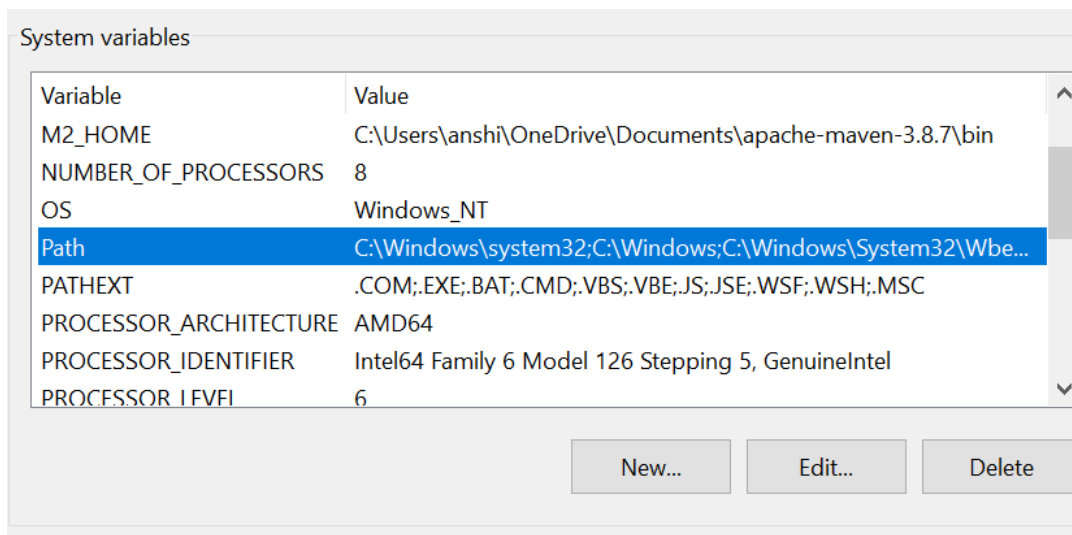 System variables
Variable Value
M2_HOME C:\Users\anshi\OneDrive\Documents\apache-maven-3.8.7\bin
NUMBER_OF_PROCESSORS 8
OS Windows_NT
Path C:\Windows\system32;C:\Windows;C:\Windows\System32\Wbe...
PATHEXT .COM;.EXE;.BAT;.CMD;.VBS;.VBE;.JS;.JSE;.WSF;.WSH;.MSC
PROCESSOR_ARCHITECTURE AMD64
PROCESSOR_IDENTIFIER Intel64 Family 6 Model 126 Stepping 5, GenuineIntel
PROCESSOR_LEVEL 6
New... Edit... Delete